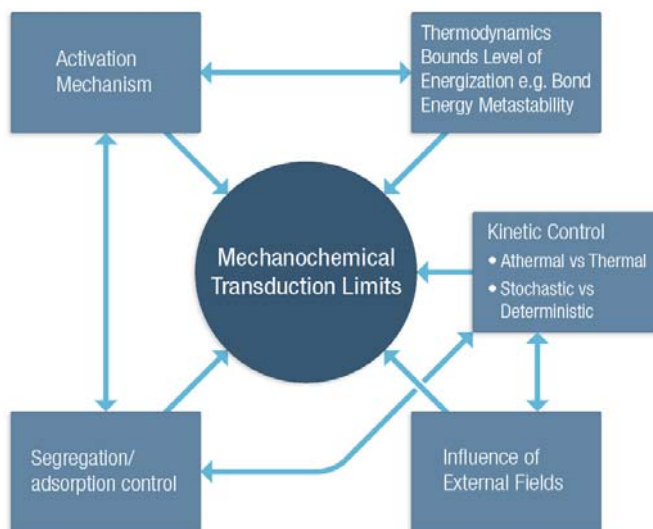 Activation
Mechanism
Thermodynamics
Bounds Level of
Energization e.g. Bond
Energy Metastability
Mechanochemical
Transduction Limits
Kinetic Control
• Athermal vs Thermal
• Stochastic vs
Deterministic
Segregation/
adsorption control
Influence of
External Fields